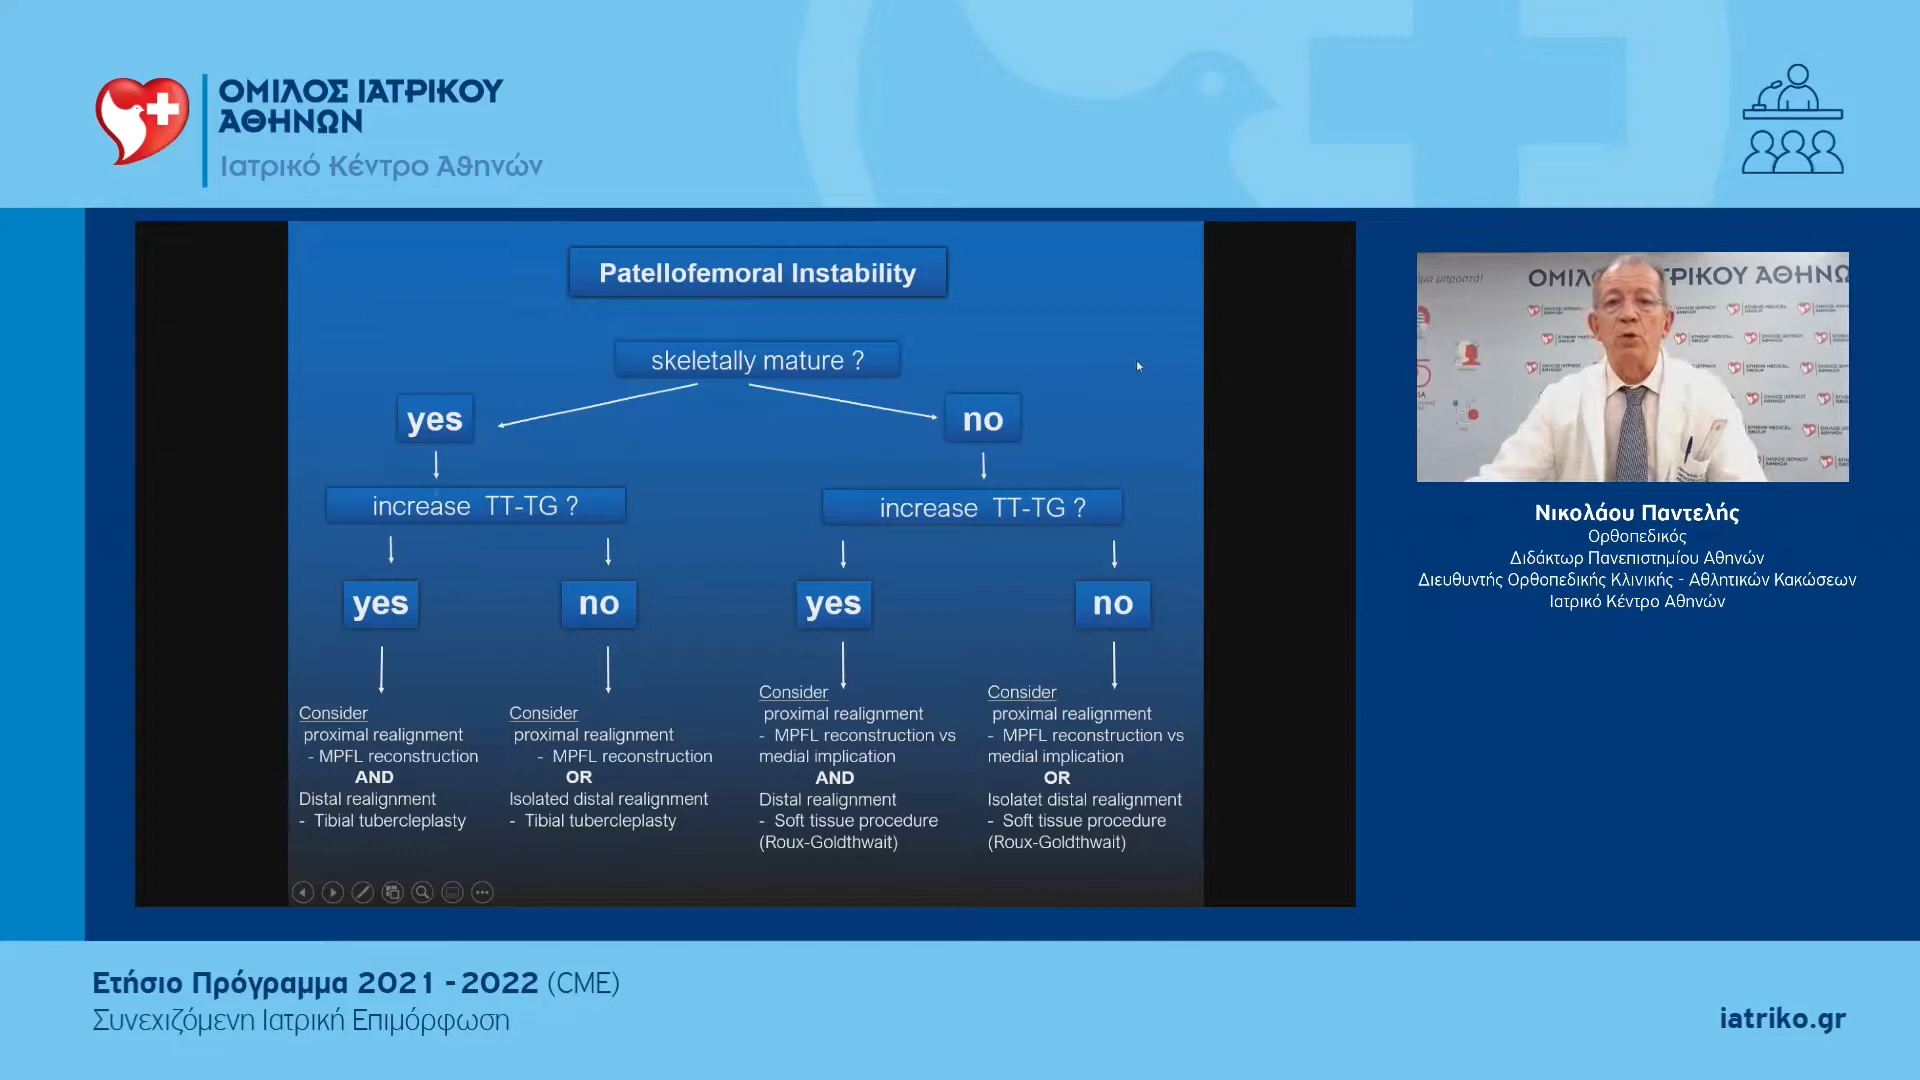 ΟΜΙΛΟΣ ΙΑΤΡΙΚΟΥ
ΑΘΗΝΩΝ
Ιατρικό Κέντρο Αθηνών
Patellofemoral Instability
skeletally mature ?
yes
no
increase TT-TG ?
increase TT-TG ?
yes
no
yes
no
Consider
proximal realignment
- MPFL reconstruction
AND
Distal realignment
- Tibial tubercleplasty
Consider
proximal realignment
- MPFL reconstruction
OR
Isolated distal realignment
- Tibial tubercleplasty
Consider
proximal realignment
- MPFL reconstruction vs
medial implication
AND
Distal realignment
- Soft tissue procedure
(Roux-Goldthwait)
Consider
proximal realignment
- MPFL reconstruction vs
medial implication
OR
Isolatet distal realignment
- Soft tissue procedure
(Roux-Goldthwait)
μπροστά!
ΑΘΗΝΩ
Νικολάου Παντελής
Ορθοπεδικός
Διδάκτωρ Πανεπιστημίου Αθηνών
Διευθυντής Ορθοπεδικής Κλινικής - Αθλητικών Κακώσεων
Ιατρικό Κέντρο Αθηνών
Ετήσιο Πρόγραμμα 2021 - 2022 (CME)
Συνεχιζόμενη Ιατρική Επιμόρφωση
iatriko.gr